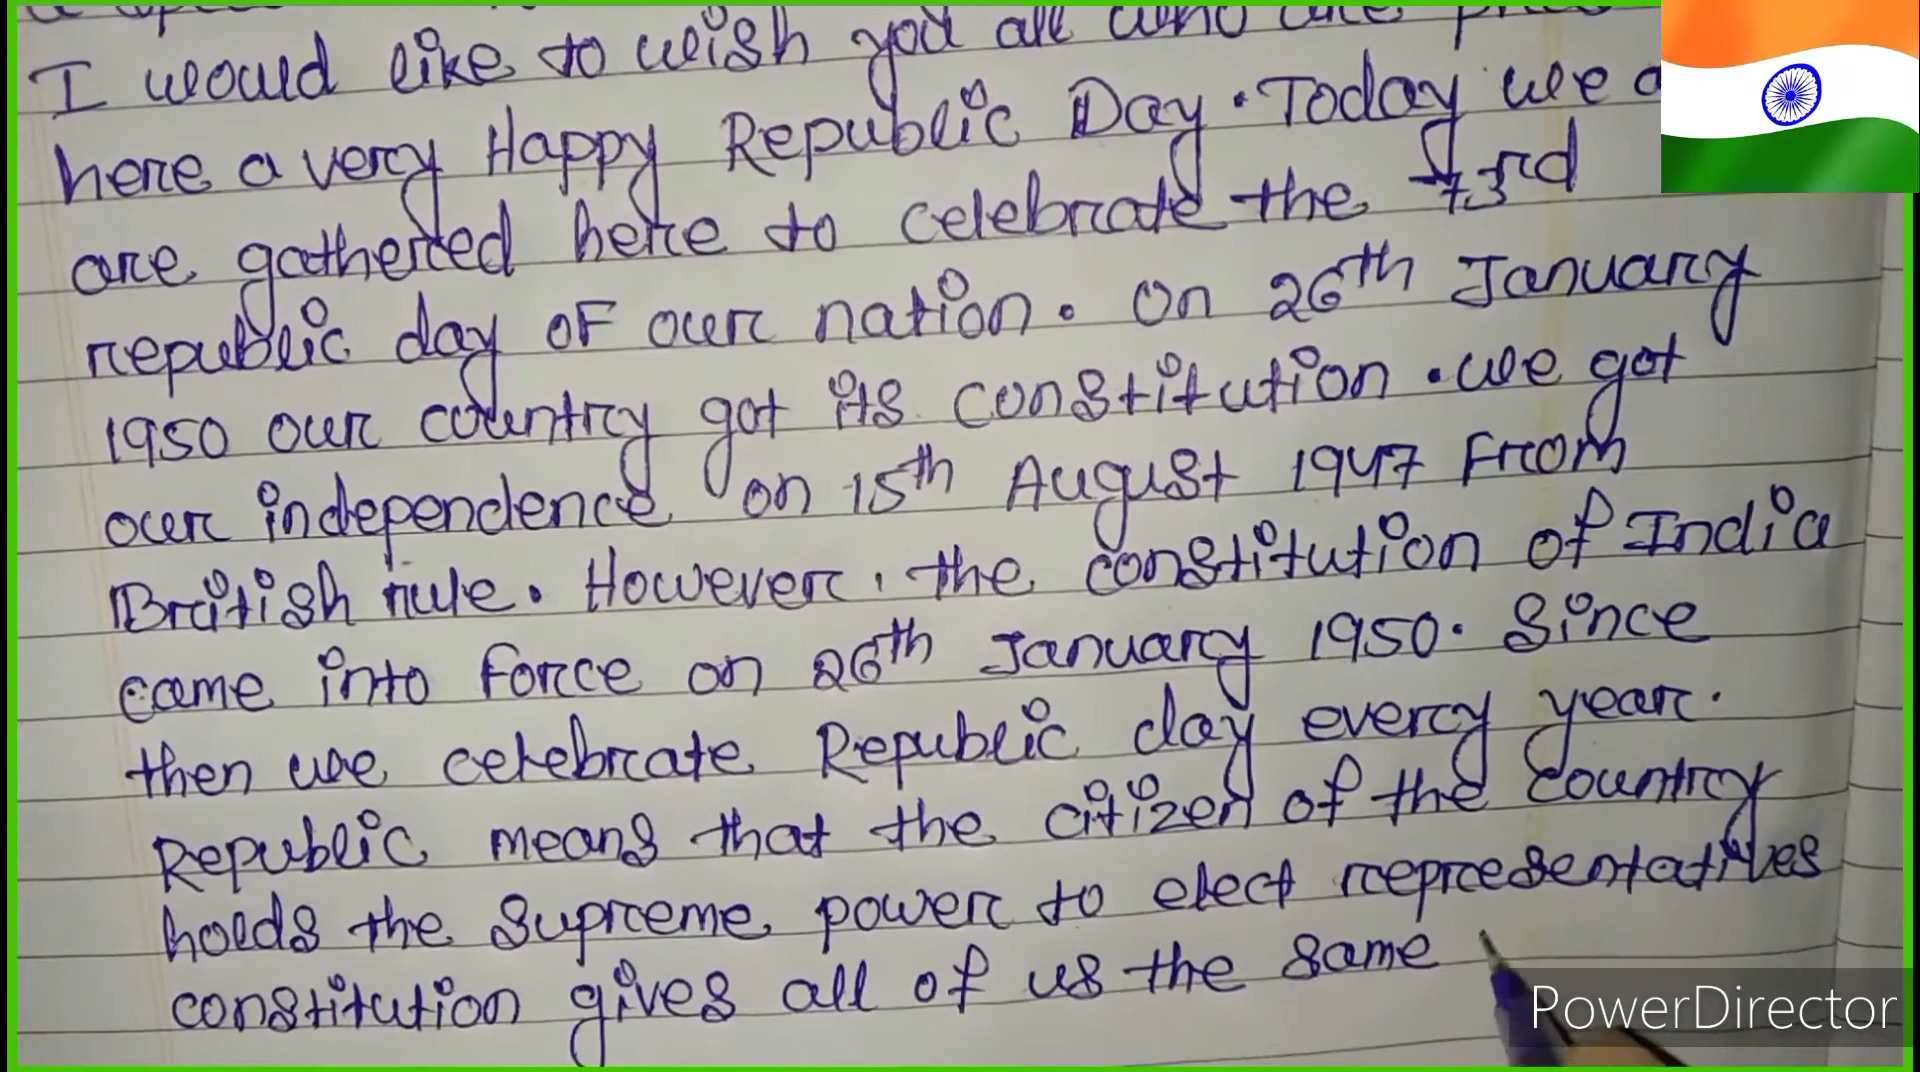 I would like to wish you all who are
here a very Happy Republic Day. Today we
are gathered here to celebrate the 73rd
republic day of our nation. On 26th January
1950 our country got its constitution. we got
our independence on 15th August 1947 From
British rule. However, the constitution of India
came into force on 26th January 1950. Since
then we celebrate Republic day every year.
Republic means that the citizen of the country
holds the supreme power to elect representatives
constitution gives all of us the same
PowerDirector